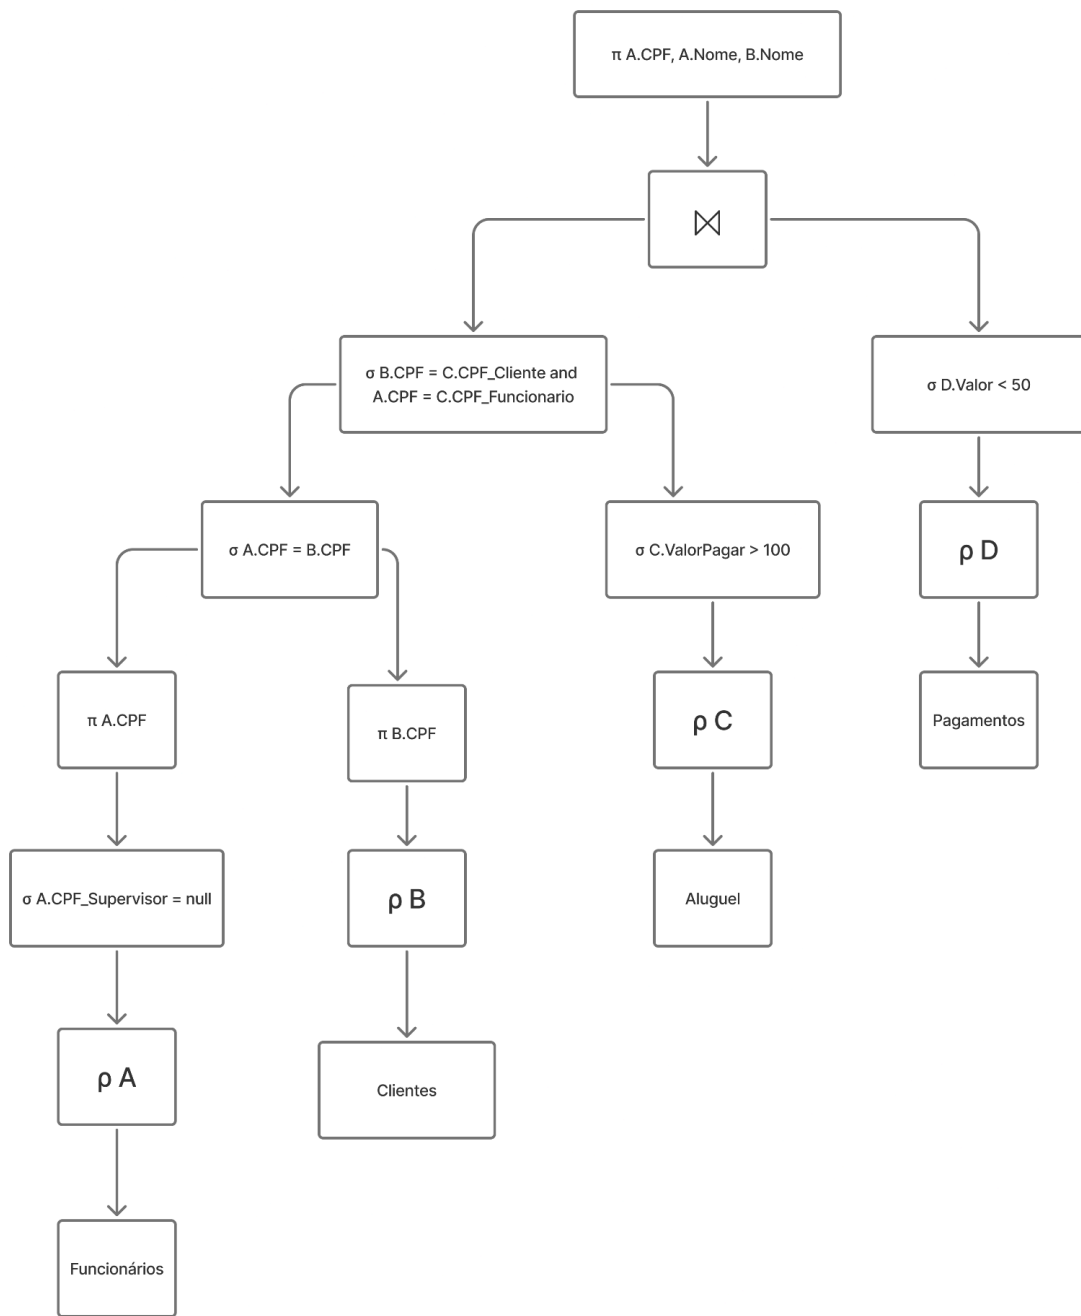 π A.CPF, A.Nome, B.Nome
⋈
σ B.CPF = C.CPF_Cliente and
A.CPF = C.CPF_Funcionario
σ D.Valor < 50
σ A.CPF = B.CPF
σ C.ValorPagar > 100
ρ D
π A.CPF
π B.CPF
ρ C
Pagamentos
σ A.CPF_Supervisor = null
ρ B
Aluguel
ρ A
Clientes
Funcionários